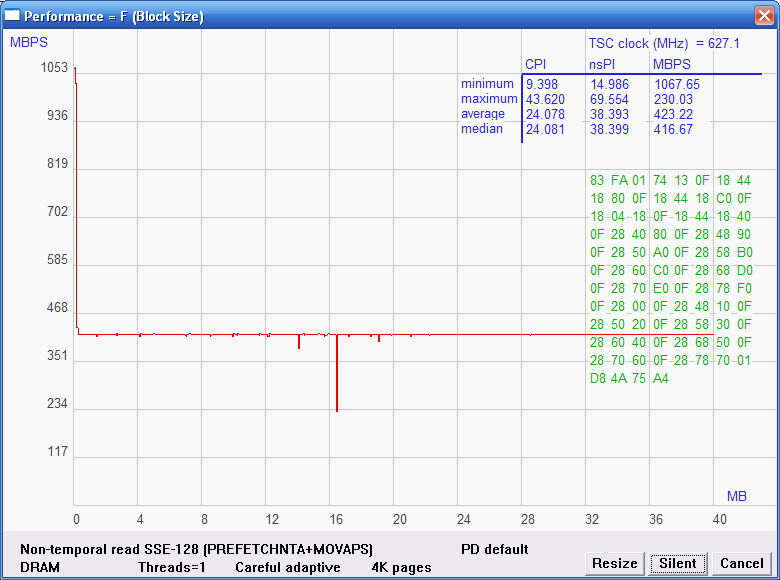 Performance = F (Block Size)
MBPS
TSC clock (MHz) = 627.1
CPI nsPI MBPS
minimum 9.398 14.986 1067.65
maximum 43.620 69.554 230.03
average 24.078 38.393 423.22
median 24.081 38.399 416.67
1053
936
819
702
585
468
351
234
117
83 FA 01 74 13 0F 18 44
18 80 0F 18 44 18 C0 0F
18 04 18 0F 18 44 18 40
0F 28 40 80 0F 28 48 90
0F 28 50 A0 0F 28 58 B0
0F 28 60 C0 0F 28 68 D0
0F 28 70 E0 0F 28 78 F0
0F 28 00 0F 28 48 10 0F
28 50 20 0F 28 58 30 0F
28 60 40 0F 28 68 50 0F
28 70 60 0F 28 78 70 01
D8 4A 75 A4
MB
0 4 8 12 16 20 24 28 32 36 40
Non-temporal read SSE-128 (PREFETCHNTA+MOVAPS) PD default
DRAM Threads=1 Careful adaptive 4K pages
Resize Silent Cancel